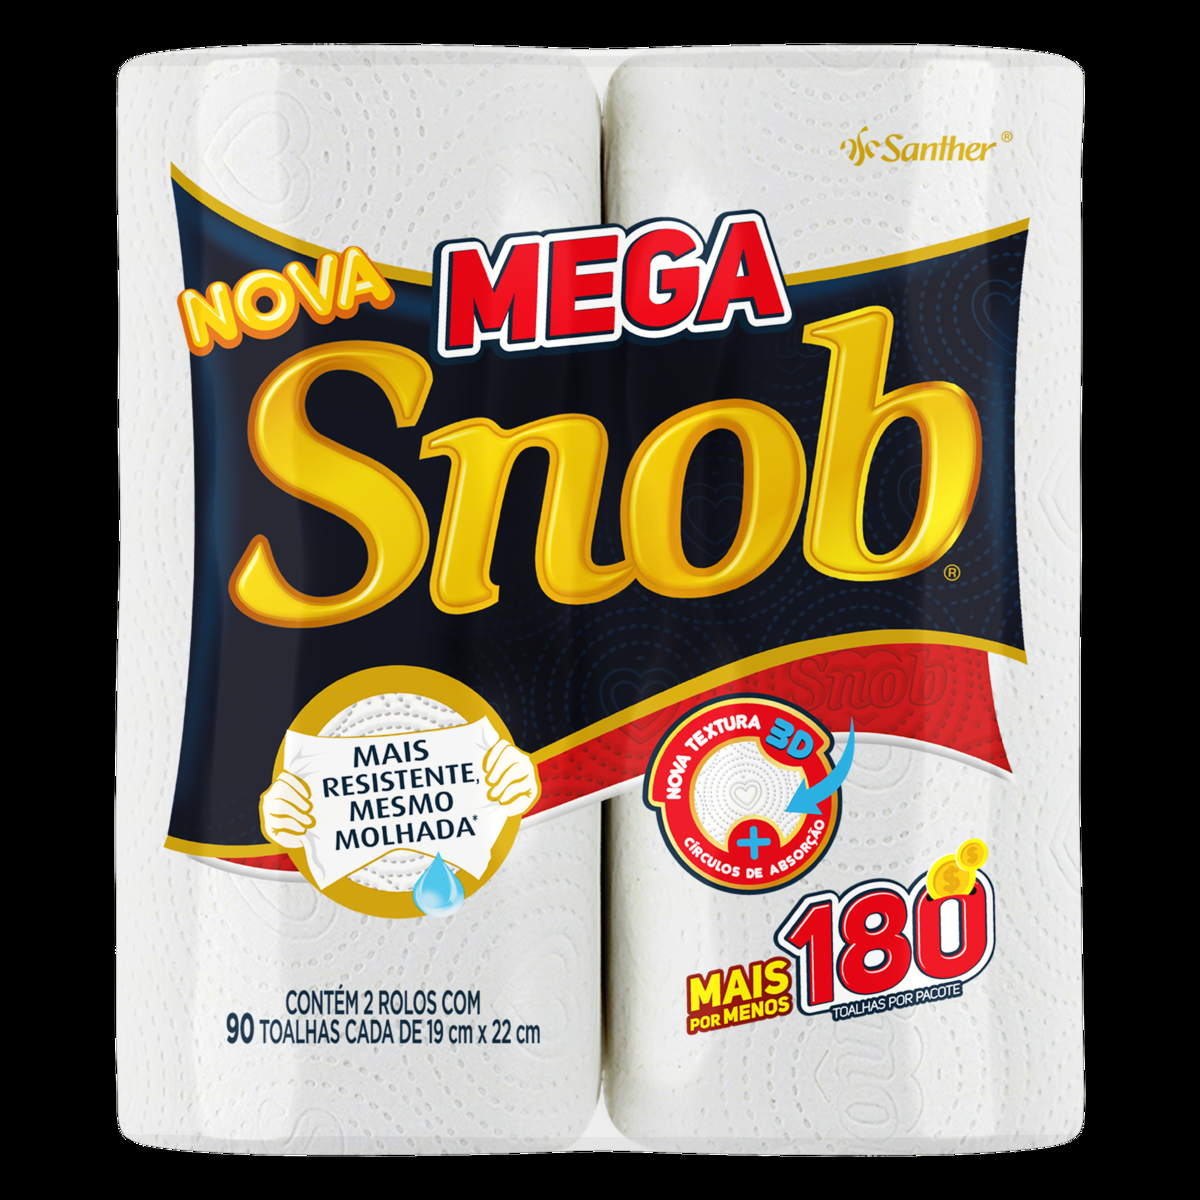 Santher®
NOVA
MEGA
Snob®
Snob
MAIS
RESISTENTE,
MESMO
MOLHADA*
NOVA TEXTURA 3D
+
CÍRCULOS DE ABSORÇÃO
MAIS
POR MENOS
180
TOALHAS POR PACOTE
CONTÉM 2 ROLOS COM
90 TOALHAS CADA DE 19 cm x 22 cm